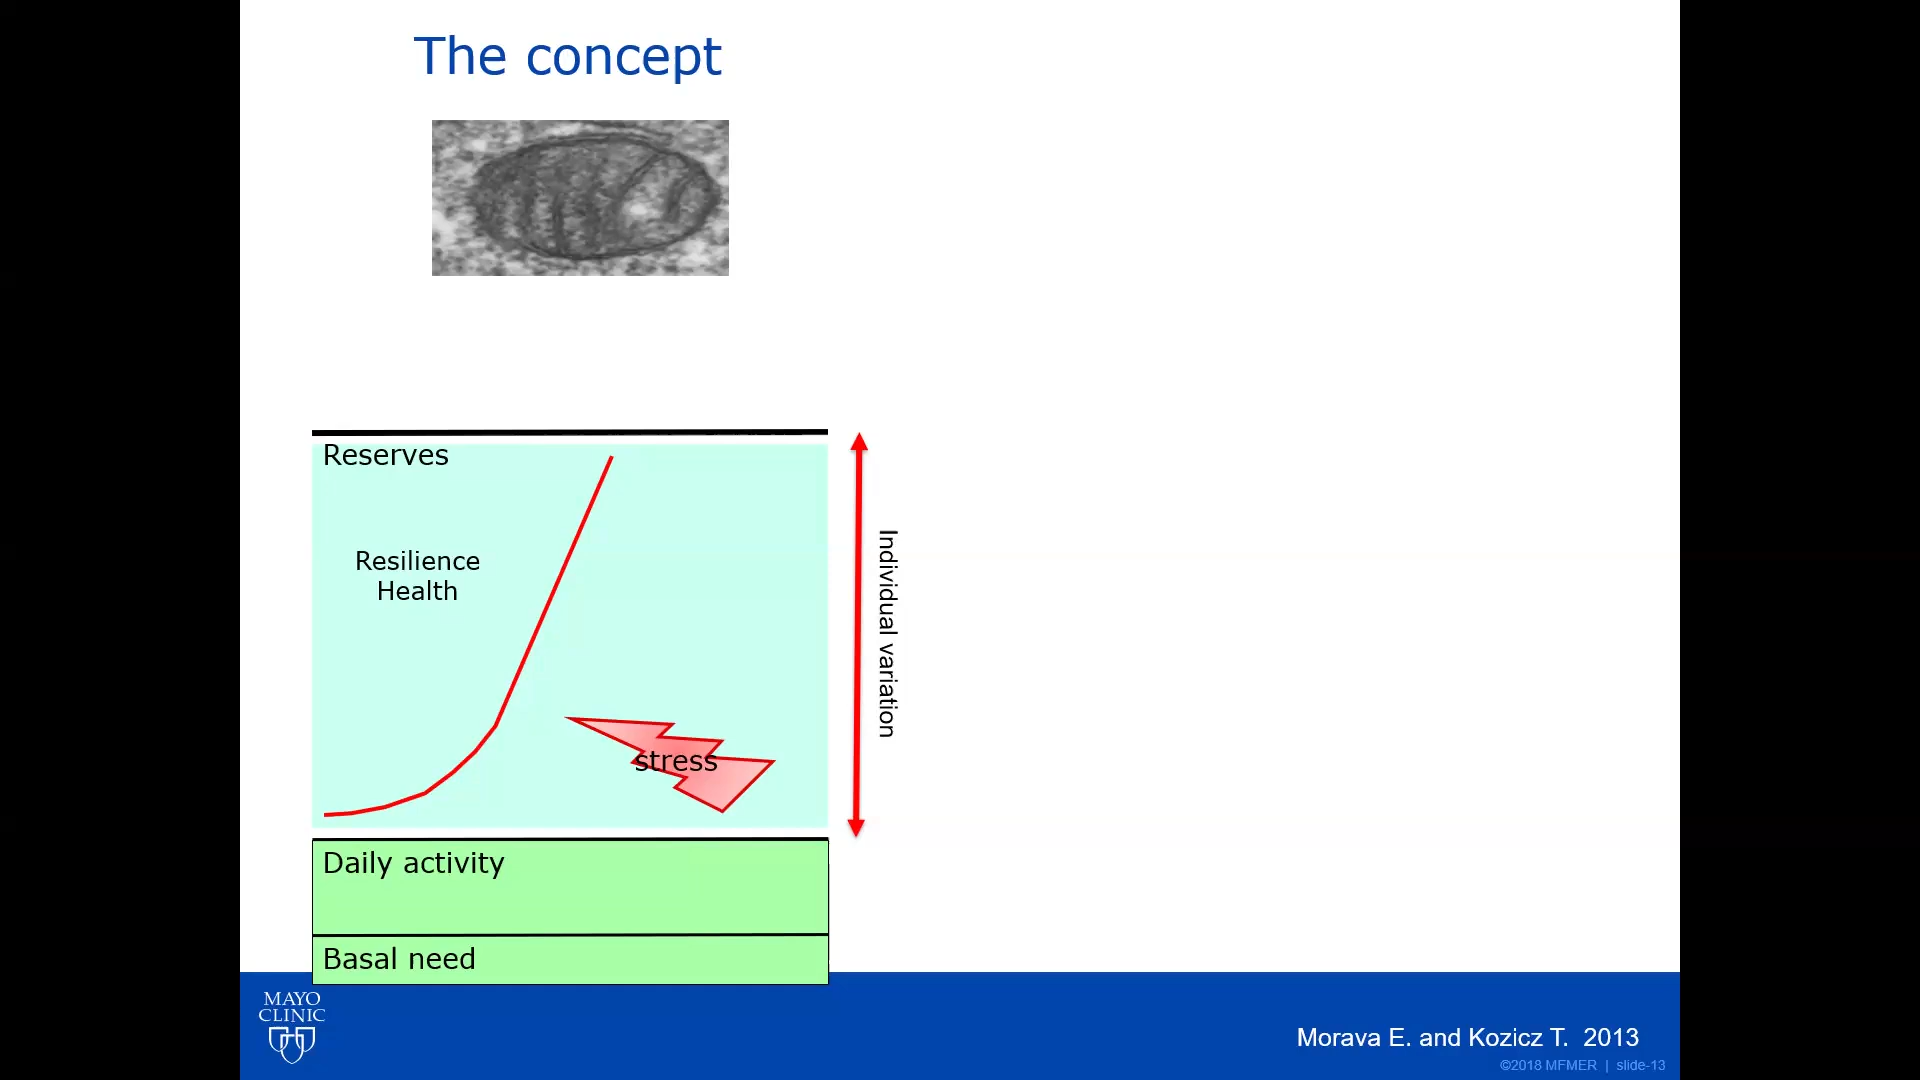 The concept
Reserves
Resilience
Health
stress
Individual variation
Daily activity
Basal need
MAYO
CLINIC
Morava E. and Kozicz T.  2013
©2018 MFMER  |  slide-13